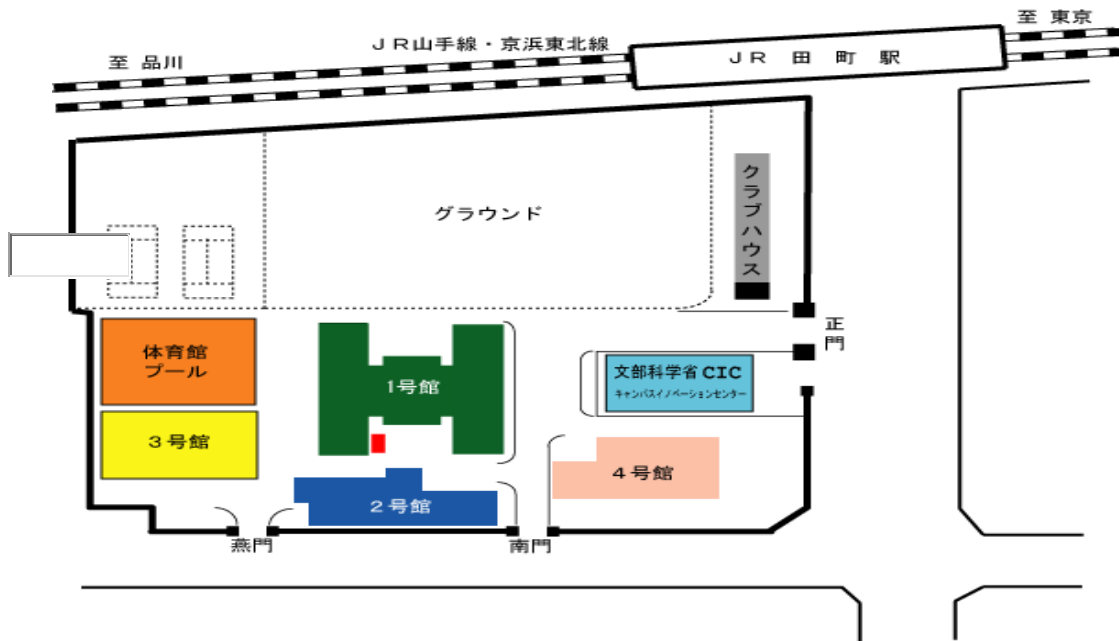 至 東京
ＪＲ山手線・京浜東北線
至 品川
ＪＲ 田 町 駅
クラブハウス
グラウンド
正門
体育館
プール
1号館
文部科学省 CIC
キャンパスイノベーションセンター
３号館
４号館
２号館
燕門
南門